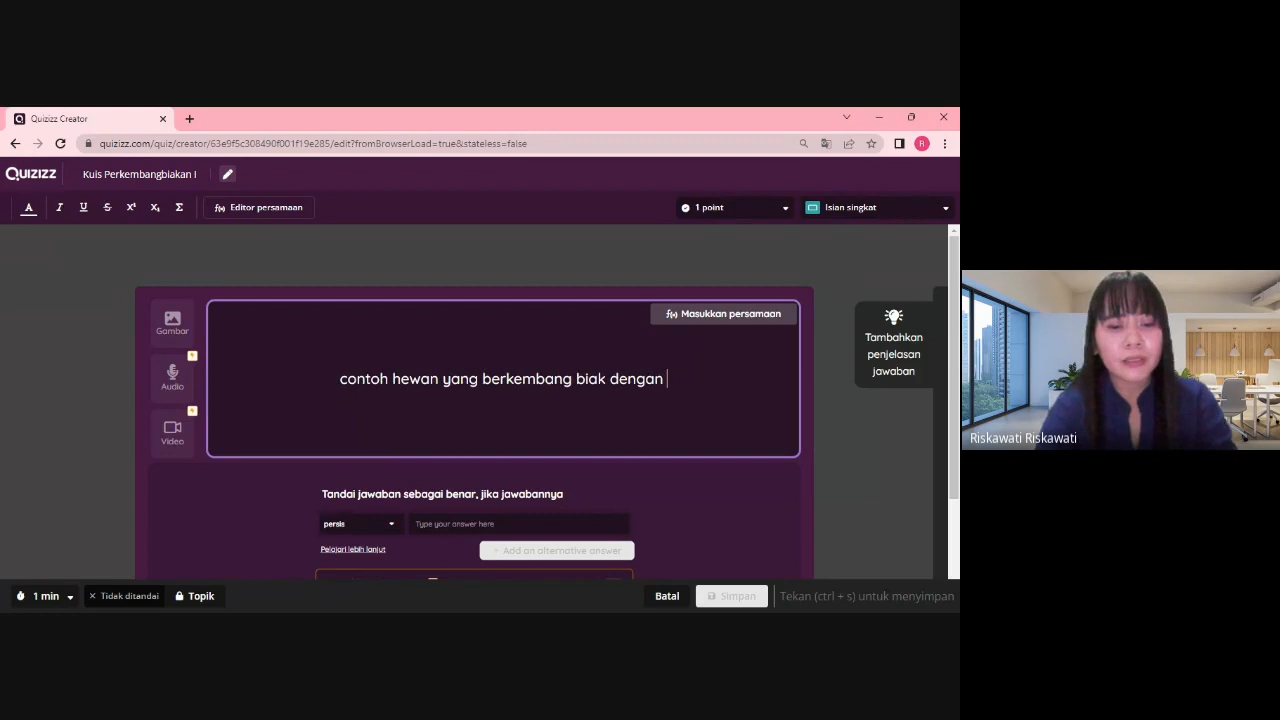 Quizizz Creator
quizizz.com/quiz/creator/63e9f5c308490f001f19e285/edit?fromBrowserLoad=true&stateless=false
R
QUIZIZZ
Kuis Perkembangbiakan I
A I U S X² X₂ Σ f(x) Editor persamaan
1 point
Isian singkat
Gambar
Audio
Video
f(x) Masukkan persamaan
contoh hewan yang berkembang biak dengan
Tambahkan
penjelasan
jawaban
Riskawati Riskawati
Tandai jawaban sebagai benar, jika jawabannya
persis
Type your answer here
Pelajari lebih lanjut
+ Add an alternative answer
1 min
× Tidak ditandai
Topik
Batal
Simpan
Tekan (ctrl + s) untuk menyimpan